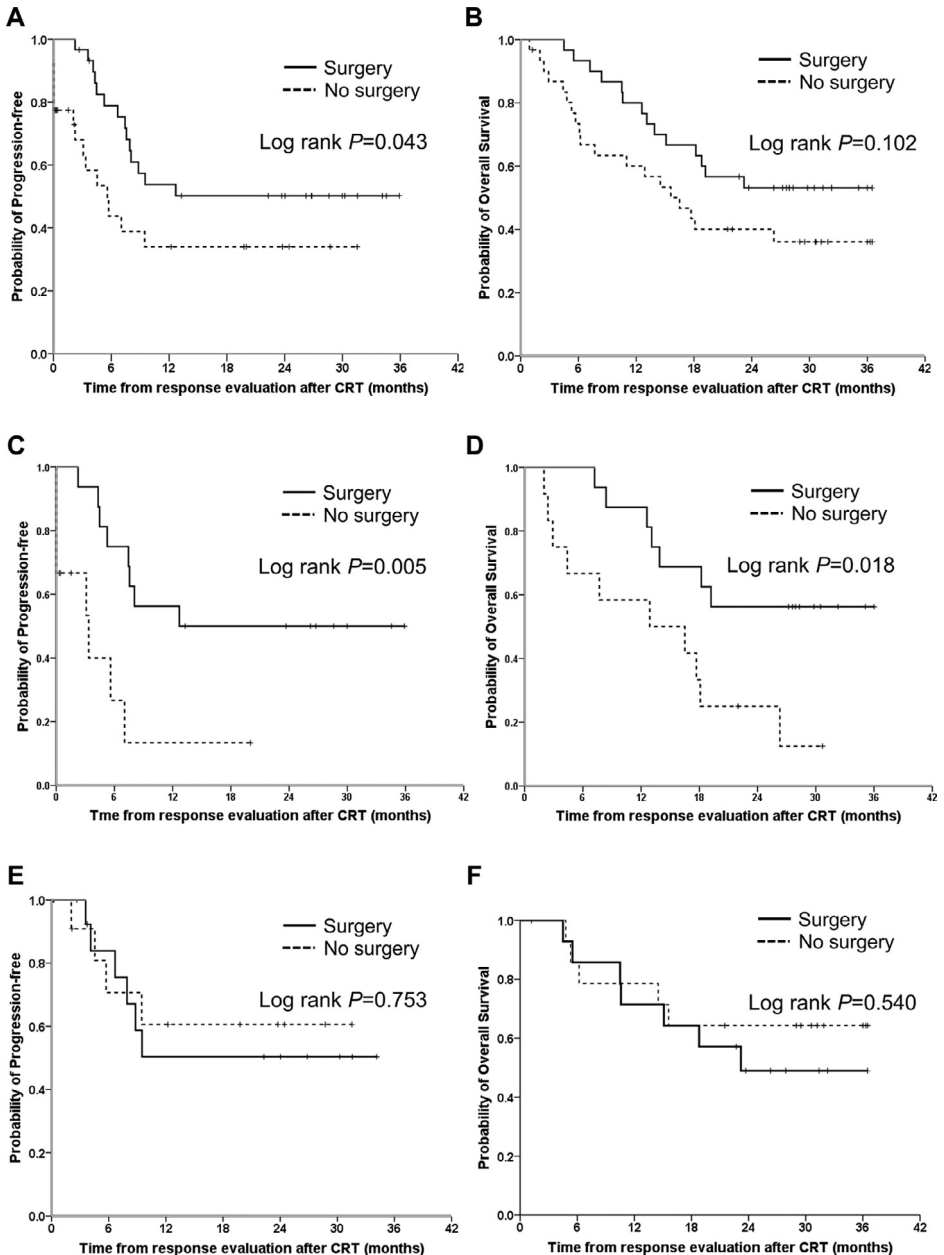 A
Probability of Progression-free
1.0
0.8
0.6
0.4
0.2
0.0
Surgery
No surgery
Log rank P=0.043
0 6 12 18 24 30 36 42
Time from response evaluation after CRT (months)
B
Probability of Overall Survival
1.0
0.8
0.6
0.4
0.2
0.0
Surgery
No surgery
Log rank P=0.102
0 6 12 18 24 30 36 42
Time from response evaluation after CRT (months)
C
Probability of Progression-free
1.0
0.8
0.6
0.4
0.2
0.0
Surgery
No surgery
Log rank P=0.005
0 6 12 18 24 30 36 42
Tme from response evaluation after CRT (months)
D
Probability of Overall Survival
1.0
0.8
0.6
0.4
0.2
0.0
Surgery
No surgery
Log rank P=0.018
0 6 12 18 24 30 36 42
Time from response evaluation after CRT (months)
E
Probability of Progression-free
1.0
0.8
0.6
0.4
0.2
0.0
Surgery
No surgery
Log rank P=0.753
0 6 12 18 24 30 36 42
Time from response evaluation after CRT (months)
F
Probability of Overall Survival
1.0
0.8
0.6
0.4
0.2
0.0
Surgery
No surgery
Log rank P=0.540
0 6 12 18 24 30 36 42
Time from response evaluation after CRT (months)